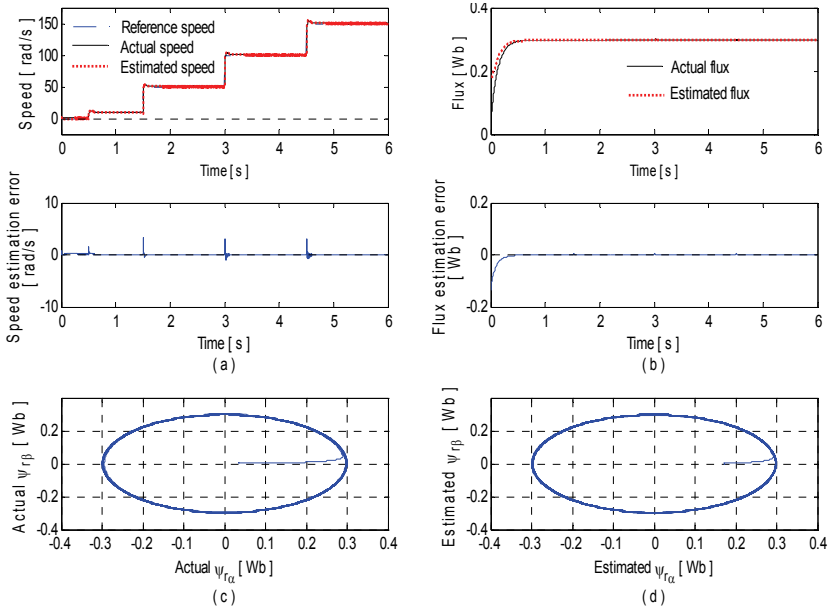 Speed [ rad/s ]
150
100
50
0
Reference speed
Actual speed
Estimated speed
0 1 2 3 4 5 6
Time [ s ]
Flux [ Wb ]
0.4
0.2
0
Actual flux
Estimated flux
0 1 2 3 4 5 6
Time [ s ]
Speed estimation error
[ rad/s ]
10
0
-10
0 1 2 3 4 5 6
Time [ s ]
( a )
Flux estimation error
[ Wb ]
0.2
0
-0.2
0 1 2 3 4 5 6
Time [ s ]
( b )
Actual ψrβ [ Wb ]
0.2
0
-0.2
-0.4
-0.4 -0.3 -0.2 -0.1 0 0.1 0.2 0.3 0.4
Actual ψrα [ Wb ]
( c )
Estimated ψrβ [ Wb ]
0.2
0
-0.2
-0.4
-0.4 -0.3 -0.2 -0.1 0 0.1 0.2 0.3 0.4
Estimated ψrα [ Wb ]
( d )